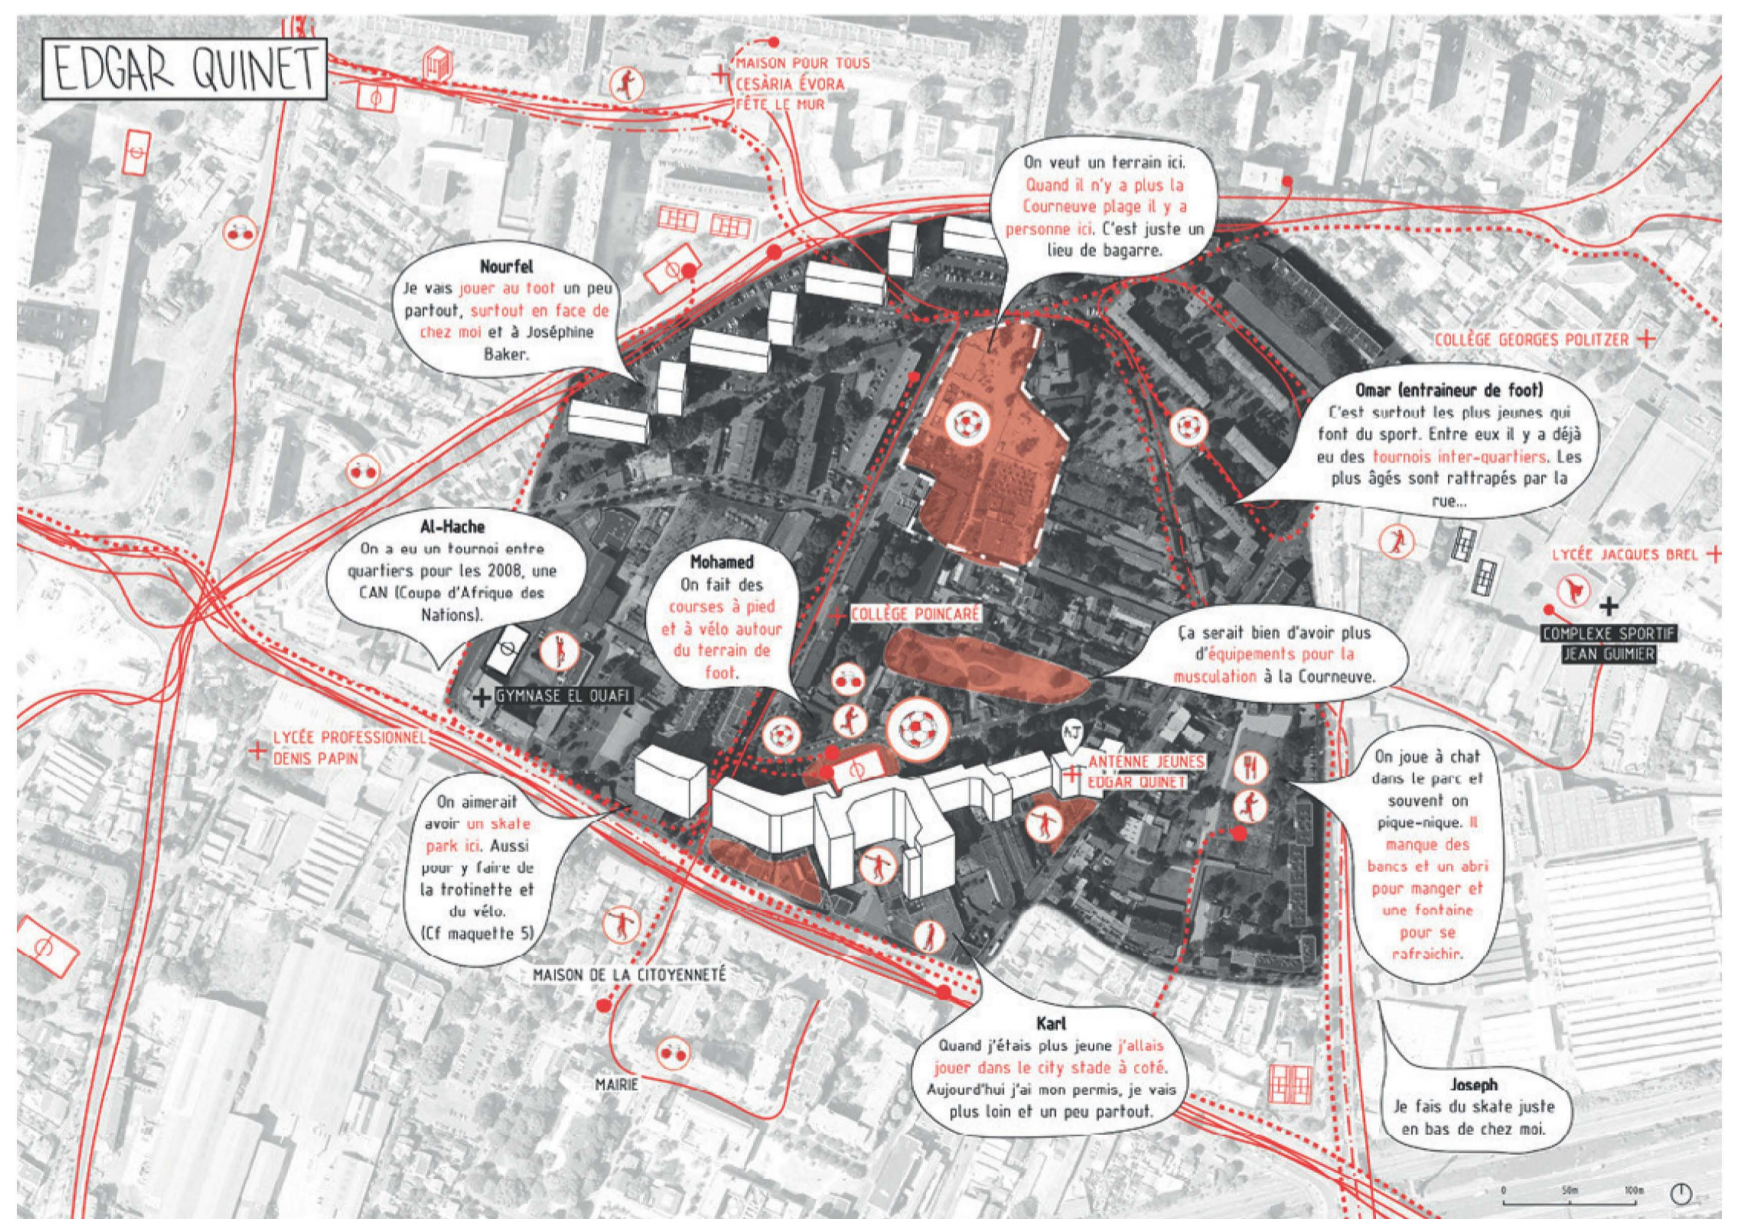 EDGAR QUINET
MAISON POUR TOUS
CESÀRIA ÉVORA
FÊTE LE MUR
On veut un terrain ici.
Quand il n'y a plus la
Courneuve plage il y a
personne ici. C'est juste un
lieu de bagarre.
Nourfel
Je vais jouer au foot un peu
partout, surtout en face de
chez moi et à Joséphine
Baker.
COLLÈGE GEORGES POLITZER
Omar (entraineur de foot)
C'est surtout les plus jeunes qui
font du sport. Entre eux il y a déjà
eu des tournois inter-quartiers. Les
plus âgés sont rattrapés par la
rue...
Al-Hache
On a eu un tournoi entre
quartiers pour les 2008, une
CAN (Coupe d'Afrique des
Nations).
Mohamed
On fait des
courses à pied
et à vélo autour
du terrain de
foot.
LYCÉE JACQUES BREL
COLLÈGE POINCARÉ
COMPLEXE SPORTIF
JEAN GUIMIER
Ça serait bien d'avoir plus
d'équipements pour la
musculation à la Courneuve.
GYMNASE EL OUAFI
LYCÉE PROFESSIONNEL
DENIS PAPIN
AJ
ANTENNE JEUNES
EDGAR QUINET
On aimerait
avoir un skate
park ici. Aussi
pour y faire de
la trotinette et
du vélo.
(Cf maquette 5)
On joue à chat
dans le parc et
souvent on
pique-nique. Il
manque des
bancs et un abri
pour manger et
une fontaine
pour se
rafraichir.
MAISON DE LA CITOYENNETÉ
MAIRIE
Karl
Quand j'étais plus jeune j'allais
jouer dans le city stade à coté.
Aujourd'hui j'ai mon permis, je vais
plus loin et un peu partout.
Joseph
Je fais du skate juste
en bas de chez moi.
0 50m 100m